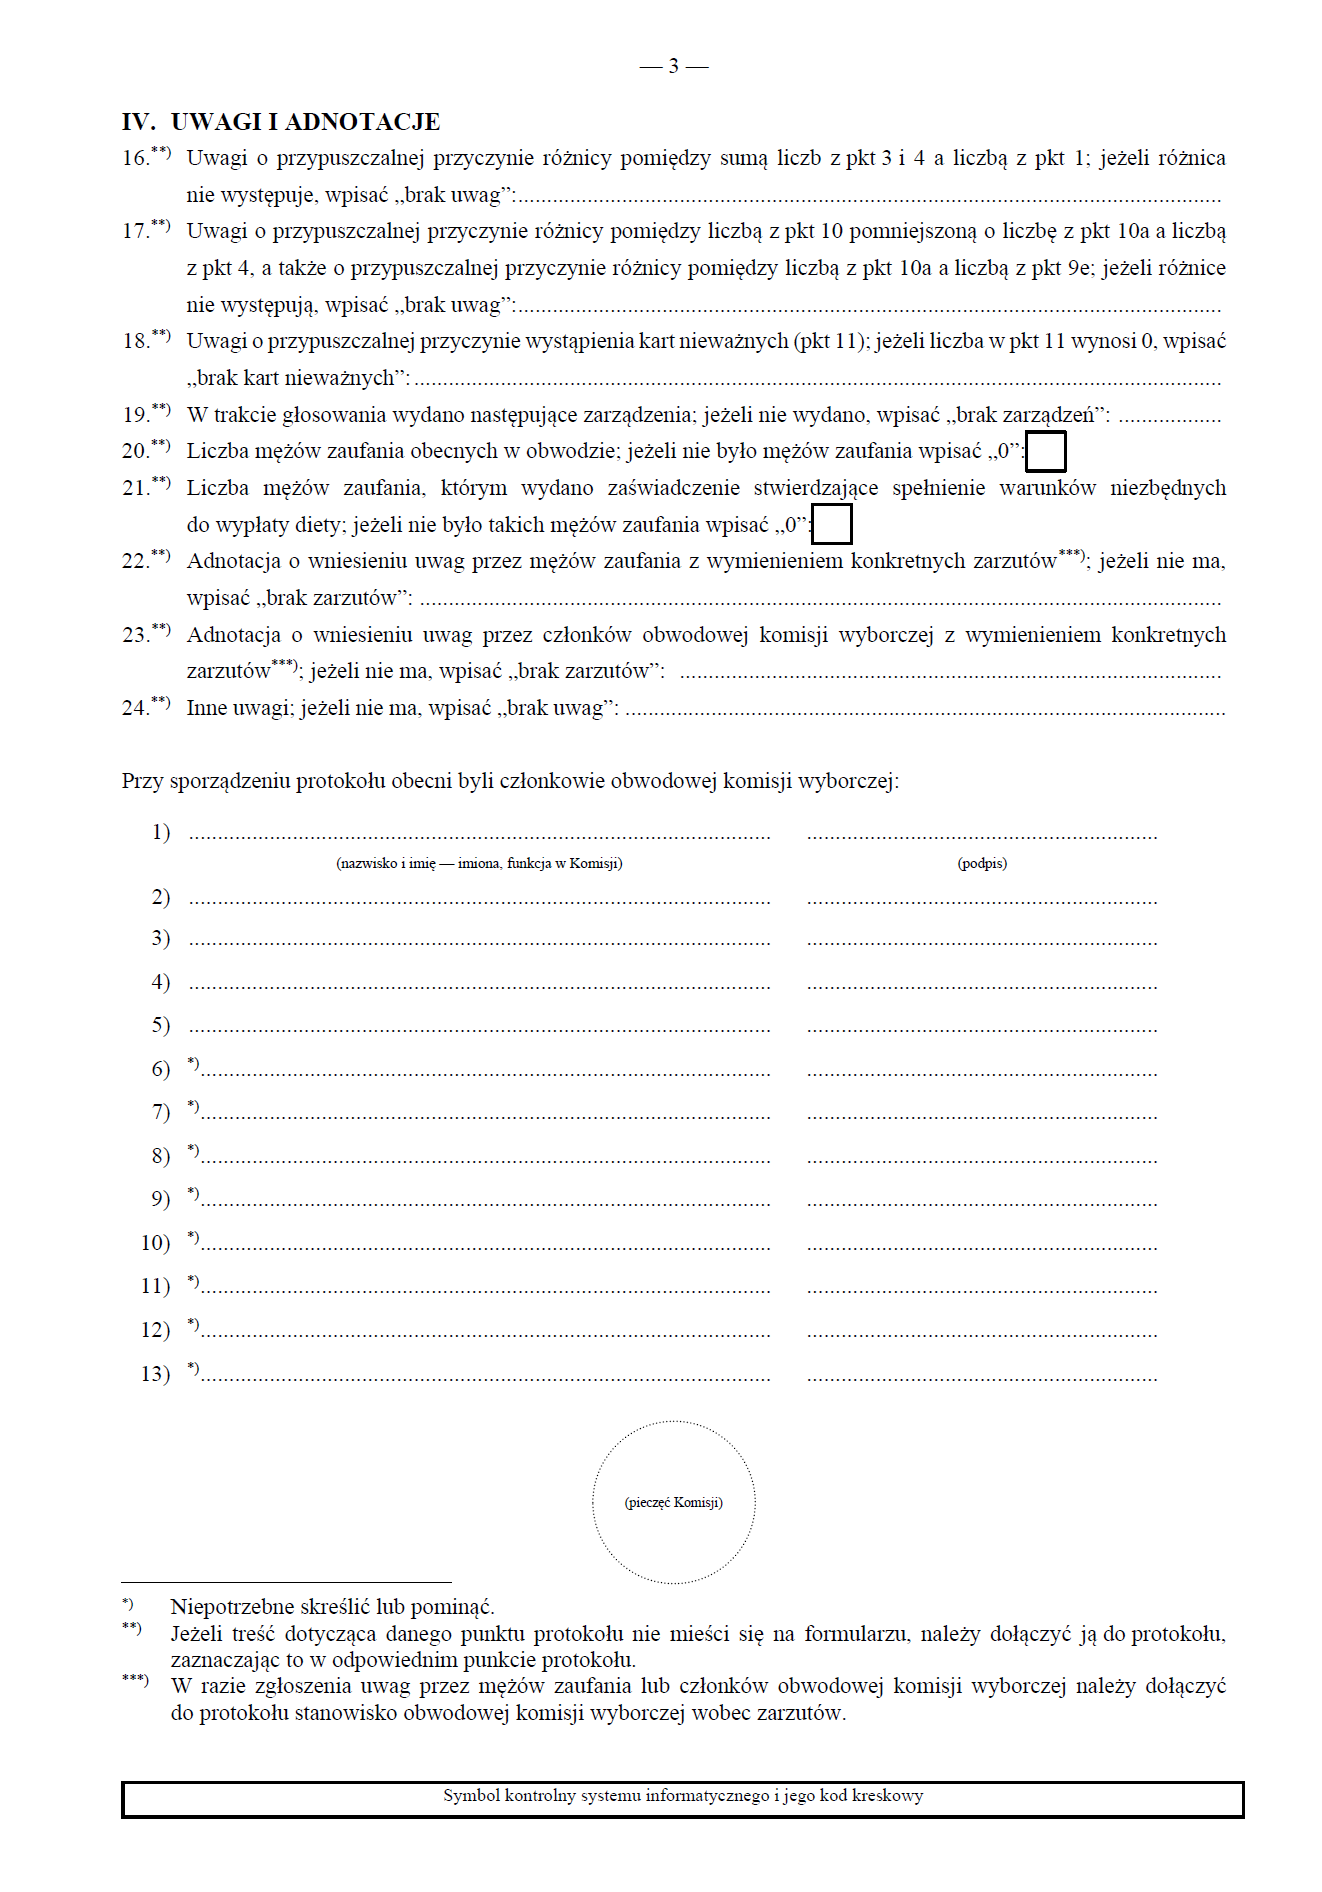 — 3 —
IV. UWAGI I ADNOTACJE
16.**) Uwagi o przypuszczalnej przyczynie różnicy pomiędzy sumą liczb z pkt 3 i 4 a liczbą z pkt 1; jeżeli różnica
nie występuje, wpisać „brak uwag”:..........................................................................................................................
17.**) Uwagi o przypuszczalnej przyczynie różnicy pomiędzy liczbą z pkt 10 pomniejszoną o liczbę z pkt 10a a liczbą
z pkt 4, a także o przypuszczalnej przyczynie różnicy pomiędzy liczbą z pkt 10a a liczbą z pkt 9e; jeżeli różnice
nie występują, wpisać „brak uwag”:..........................................................................................................................
18.**) Uwagi o przypuszczalnej przyczynie wystąpienia kart nieważnych (pkt 11); jeżeli liczba w pkt 11 wynosi 0, wpisać
„brak kart nieważnych”:............................................................................................................................................
19.**) W trakcie głosowania wydano następujące zarządzenia; jeżeli nie wydano, wpisać „brak zarządzeń”: ..................
20.**) Liczba mężów zaufania obecnych w obwodzie; jeżeli nie było mężów zaufania wpisać „0”:
21.**) Liczba mężów zaufania, którym wydano zaświadczenie stwierdzające spełnienie warunków niezbędnych
do wypłaty diety; jeżeli nie było takich mężów zaufania wpisać „0”:
22.**) Adnotacja o wniesieniu uwag przez mężów zaufania z wymienieniem konkretnych zarzutów***); jeżeli nie ma,
wpisać „brak zarzutów”: ...........................................................................................................................................
23.**) Adnotacja o wniesieniu uwag przez członków obwodowej komisji wyborczej z wymienieniem konkretnych
zarzutów***); jeżeli nie ma, wpisać „brak zarzutów”: ..............................................................................................
24.**) Inne uwagi; jeżeli nie ma, wpisać „brak uwag”: ........................................................................................................
Przy sporządzeniu protokołu obecni byli członkowie obwodowej komisji wyborczej:
1) ..................................................................................................... .............................................................
(nazwisko i imię — imiona, funkcja w Komisji) (podpis)
2) ..................................................................................................... .............................................................
3) ..................................................................................................... .............................................................
4) ..................................................................................................... .............................................................
5) ..................................................................................................... .............................................................
6) *)................................................................................................... .............................................................
7) *)................................................................................................... .............................................................
8) *)................................................................................................... .............................................................
9) *)................................................................................................... .............................................................
10) *)................................................................................................... .............................................................
11) *)................................................................................................... .............................................................
12) *)................................................................................................... .............................................................
13) *)................................................................................................... .............................................................
(pieczęć Komisji)
*) Niepotrzebne skreślić lub pominąć.
**) Jeżeli treść dotycząca danego punktu protokołu nie mieści się na formularzu, należy dołączyć ją do protokołu,
zaznaczając to w odpowiednim punkcie protokołu.
***) W razie zgłoszenia uwag przez mężów zaufania lub członków obwodowej komisji wyborczej należy dołączyć
do protokołu stanowisko obwodowej komisji wyborczej wobec zarzutów.
Symbol kontrolny systemu informatycznego i jego kod kreskowy